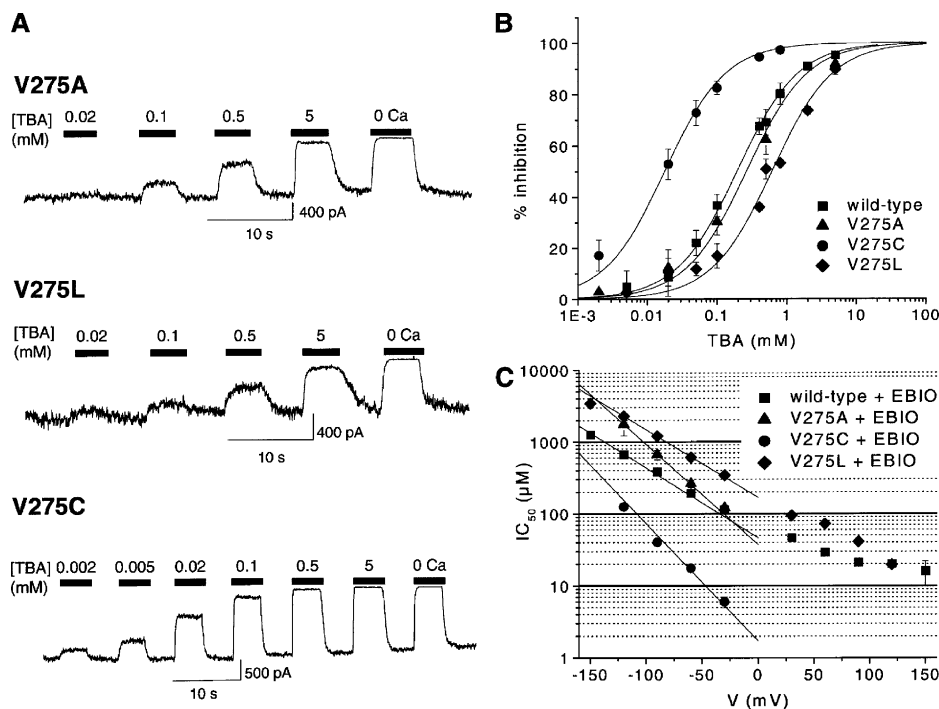 A
V275A
[TBA] 0.02 0.1 0.5 5 0 Ca
(mM)
400 pA
10 s
V275L
[TBA] 0.02 0.1 0.5 5 0 Ca
(mM)
400 pA
10 s
V275C
[TBA] 0.002 0.005 0.02 0.1 0.5 5 0 Ca
(mM)
500 pA
10 s
B
100
80
60
40
20
0
% inhibition
wild-type
V275A
V275C
V275L
1E-3 0.01 0.1 1 10 100
TBA (mM)
C
10000
1000
100
10
1
IC50 (µM)
wild-type + EBIO
V275A + EBIO
V275C + EBIO
V275L + EBIO
-150 -100 -50 0 50 100 150
V (mV)